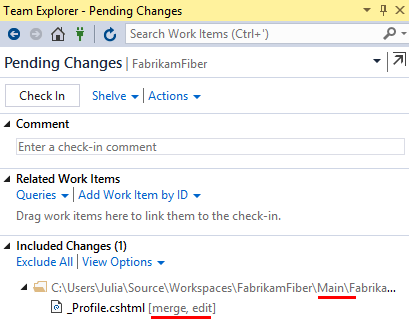 Team Explorer - Pending Changes
Search Work Items (Ctrl+')
Pending Changes | FabrikamFiber
Check In Shelve | Actions
Comment
Enter a check-in comment
Related Work Items
Queries | Add Work Item by ID
Drag work items here to link them to the check-in.
Included Changes (1)
Exclude All | View Options
C:\Users\Julia\Source\Workspaces\FabrikamFiber\Main\Fabrika...
_Profile.cshtml [merge, edit]